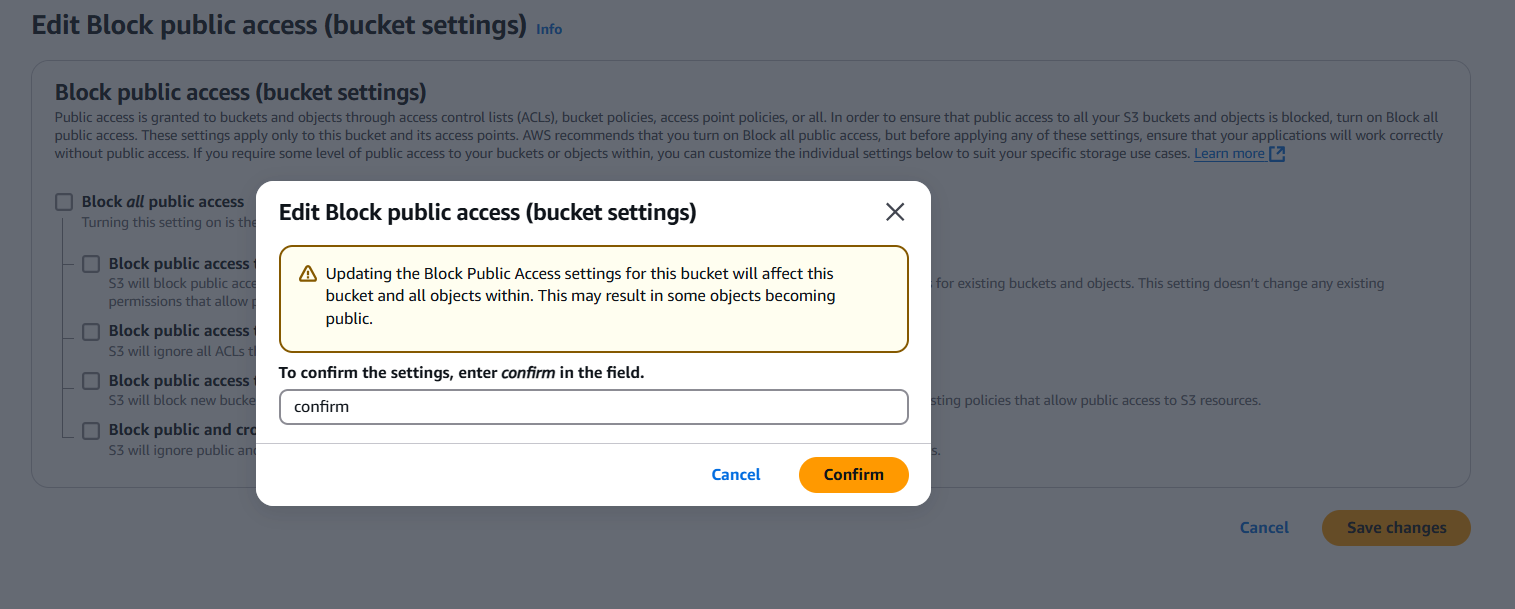 Edit Block public access (bucket settings) Info
Block public access (bucket settings)
Public access is granted to buckets and objects through access control lists (ACLs), bucket policies, access point policies, or all. In order to ensure that public access to all your S3 buckets and objects is blocked, turn on Block all
public access. These settings apply only to this bucket and its access points. AWS recommends that you turn on Block all public access, but before applying any of these settings, ensure that your applications will work correctly
without public access. If you require some level of public access to your buckets or objects within, you can customize the individual settings below to suit your specific storage use cases. Learn more
Block all public access
Turning this setting on is the
Block public access
S3 will block public acce
for existing buckets and objects. This setting doesn't change any existing
permissions that allow
Block public access
S3 will ignore all ACLs
Block public access
S3 will block new bucke
sting policies that allow public access to S3 resources.
Block public and cro
S3 will ignore public an
Edit Block public access (bucket settings)
Updating the Block Public Access settings for this bucket will affect this
bucket and all objects within. This may result in some objects becoming
public.
To confirm the settings, enter confirm in the field.
confirm
Cancel Confirm
Cancel Save changes